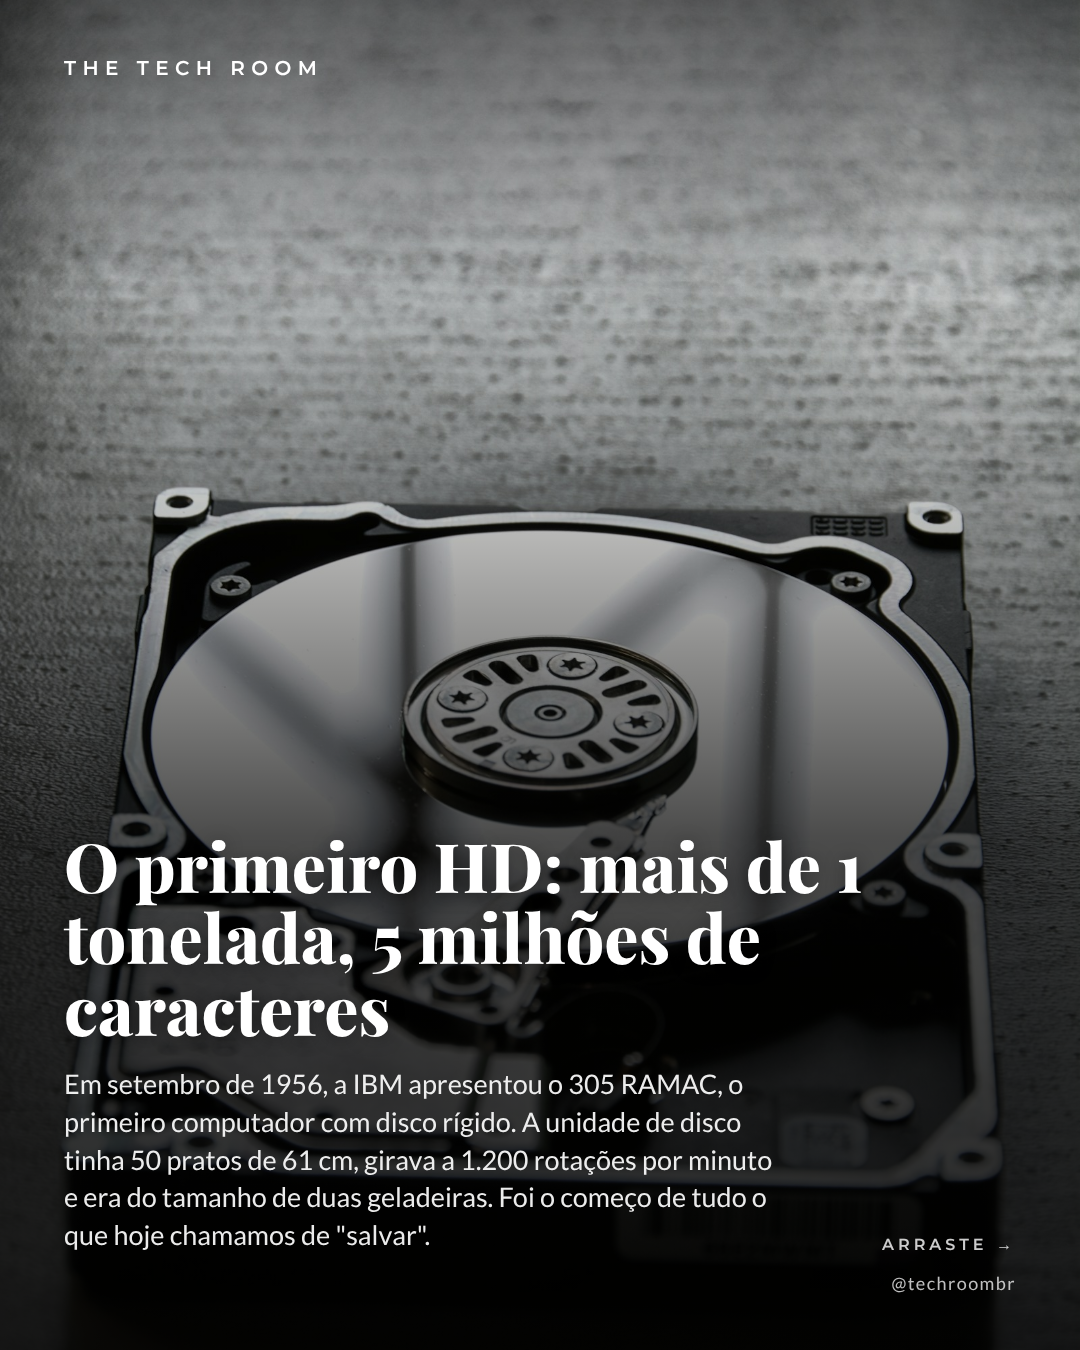 THE TECH ROOM
O primeiro HD: mais de 1
tonelada, 5 milhões de
caracteres
Em setembro de 1956, a IBM apresentou o 305 RAMAC, o
primeiro computador com disco rígido. A unidade de disco
tinha 50 pratos de 61 cm, girava a 1.200 rotações por minuto
e era do tamanho de duas geladeiras. Foi o começo de tudo o
que hoje chamamos de "salvar".
ARRASTE →
@techroombr